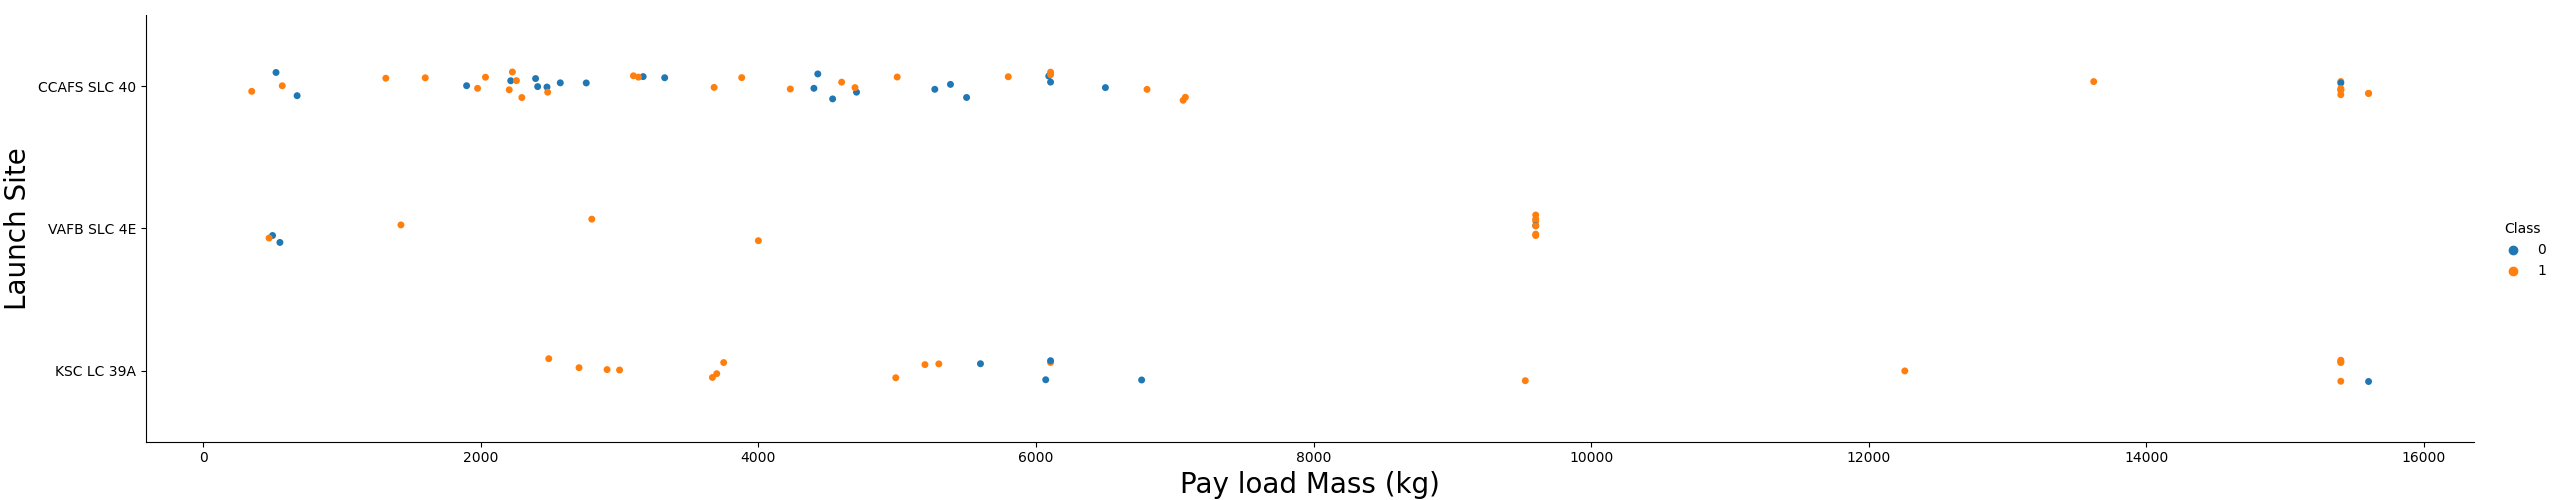 CCAFS SLC 40
VAFB SLC 4E
KSC LC 39A
Launch Site
0 2000 4000 6000 8000 10000 12000 14000 16000
Pay load Mass (kg)
Class
0
1